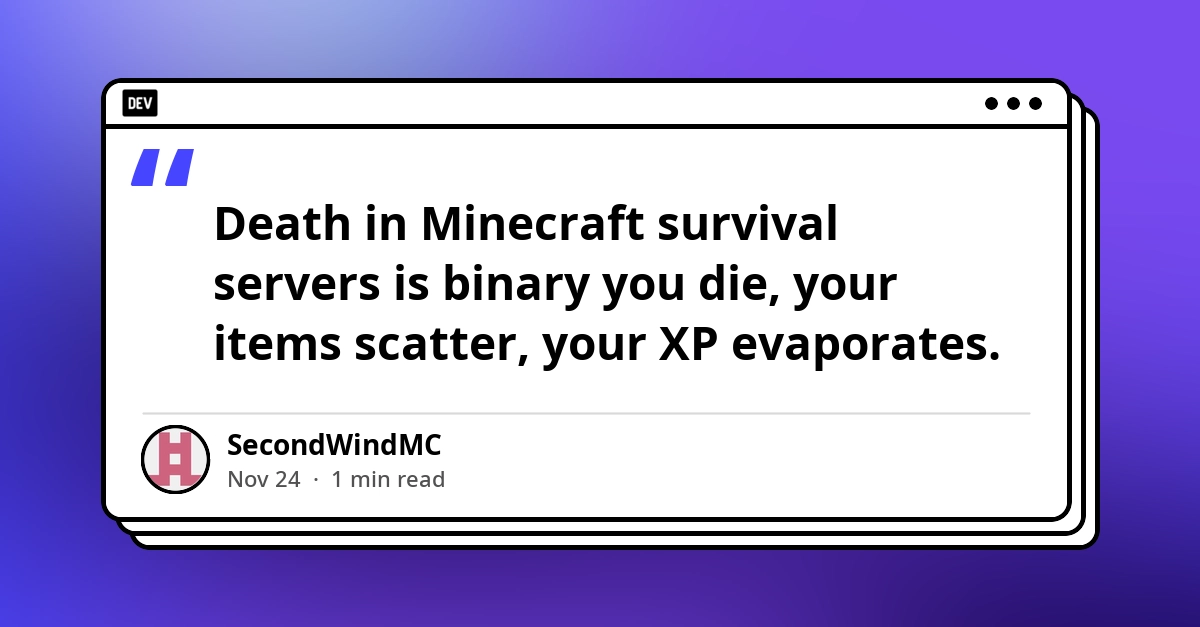 DEV
“
Death in Minecraft survival
servers is binary you die, your
items scatter, your XP evaporates.
SecondWindMC
Nov 24 · 1 min read